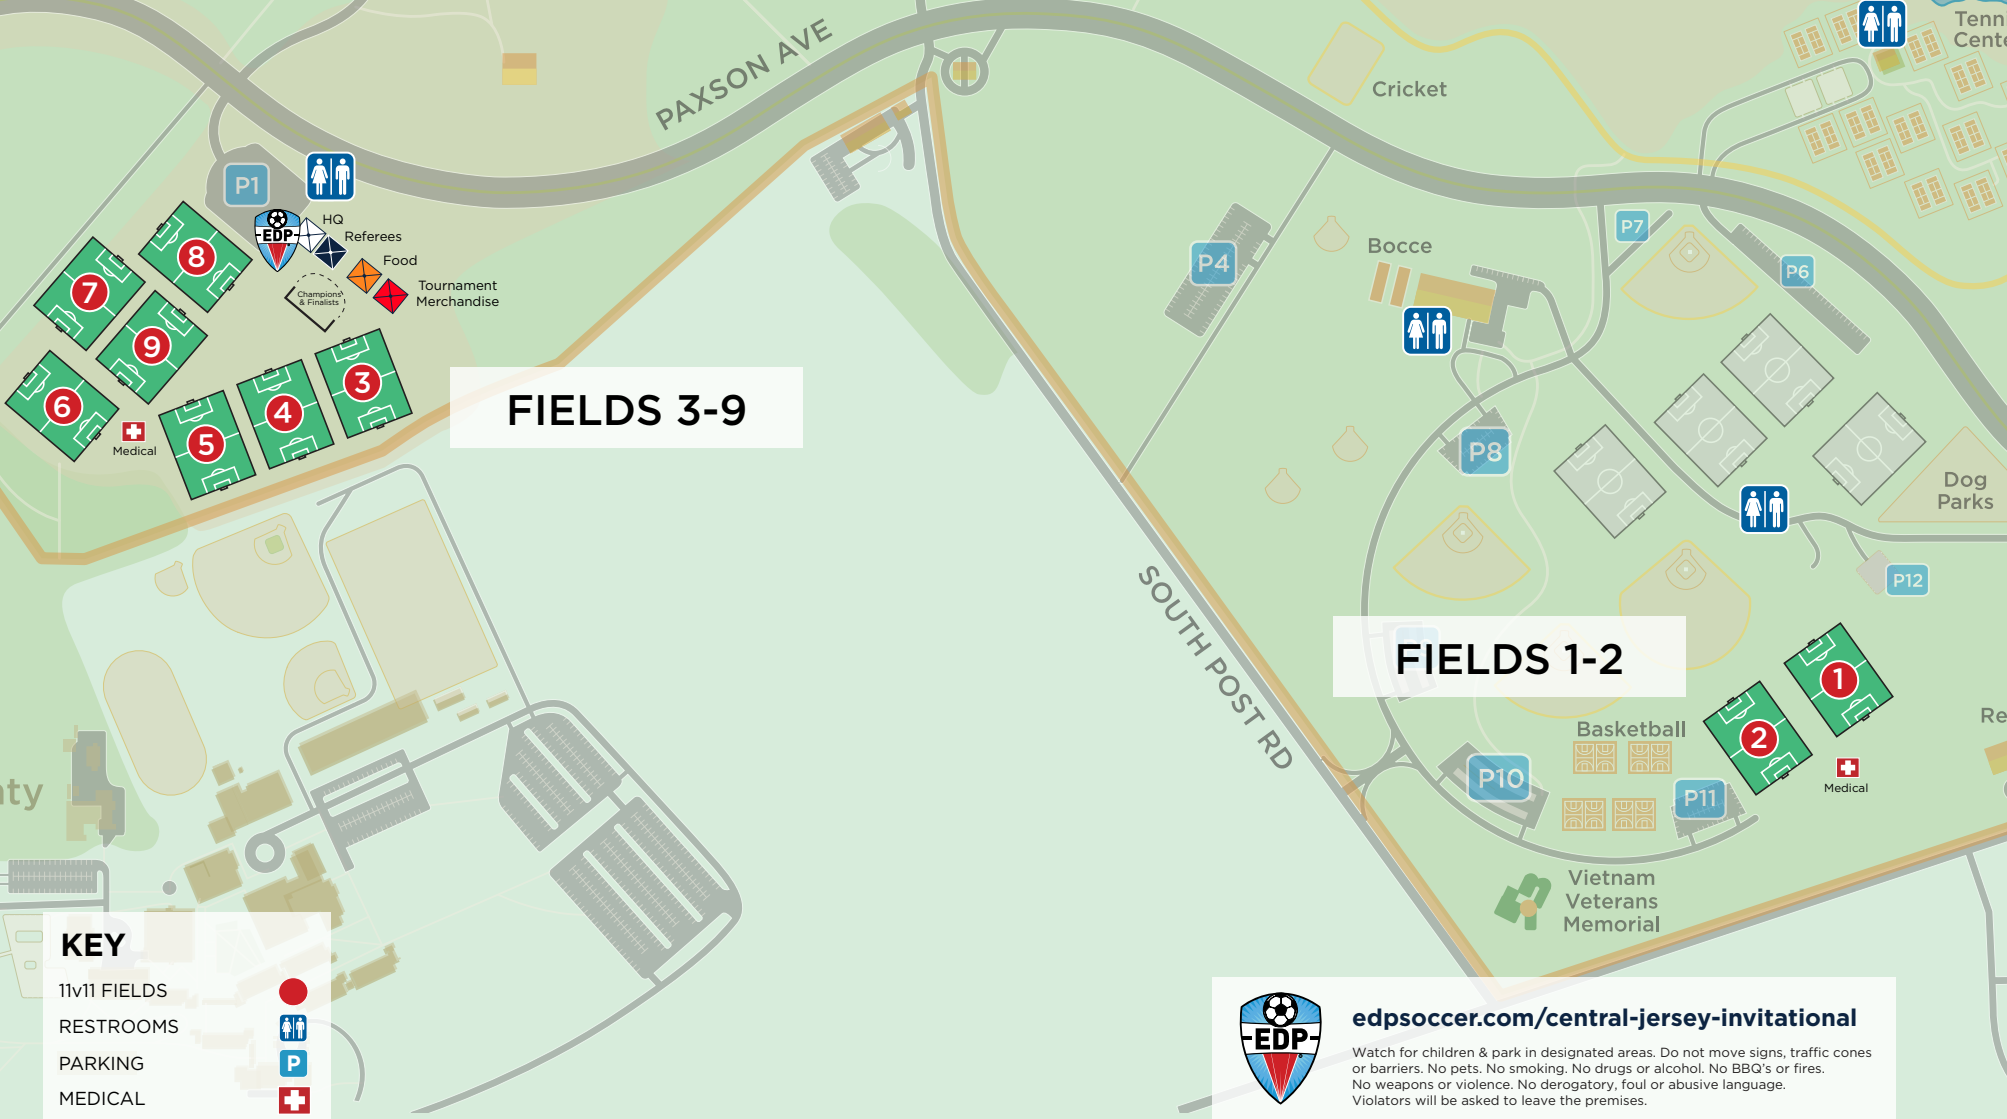 Tenn
Cente
PAXSON AVE
Cricket
P1
HQ
Referees
EDP
Food
Tournament
Merchandise
Champions
& Finalists
8
7
9
6
5
4
3
Medical
FIELDS 3-9
P4
Bocce
P7
P6
P8
Dog
Parks
P12
SOUTH POST RD
FIELDS 1-2
1
2
Basketball
Re
P10
P11
Medical
nty
Vietnam
Veterans
Memorial
KEY
11v11 FIELDS
RESTROOMS
PARKING
P
MEDICAL
EDP
edpsoccer.com/central-jersey-invitational
Watch for children & park in designated areas. Do not move signs, traffic cones
or barriers. No pets. No smoking. No drugs or alcohol. No BBQ's or fires.
No weapons or violence. No derogatory, foul or abusive language.
Violators will be asked to leave the premises.